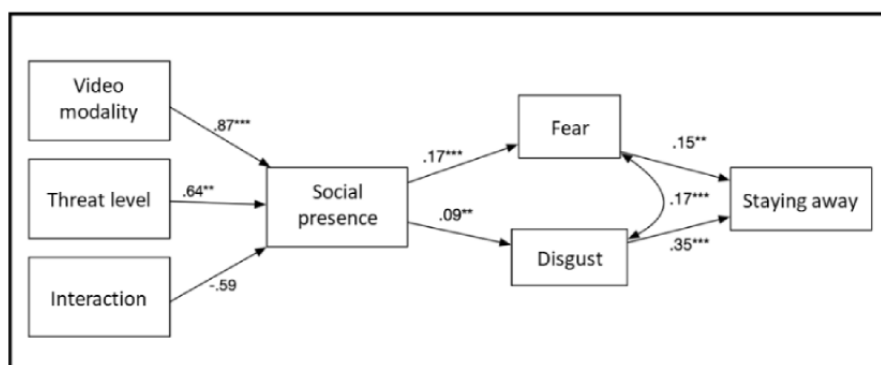 Video
modality
.87***
Fear
.15**
.17***
Threat level
.64**
Social
presence
.17***
Staying away
.09**
Disgust
.35***
Interaction
-.59